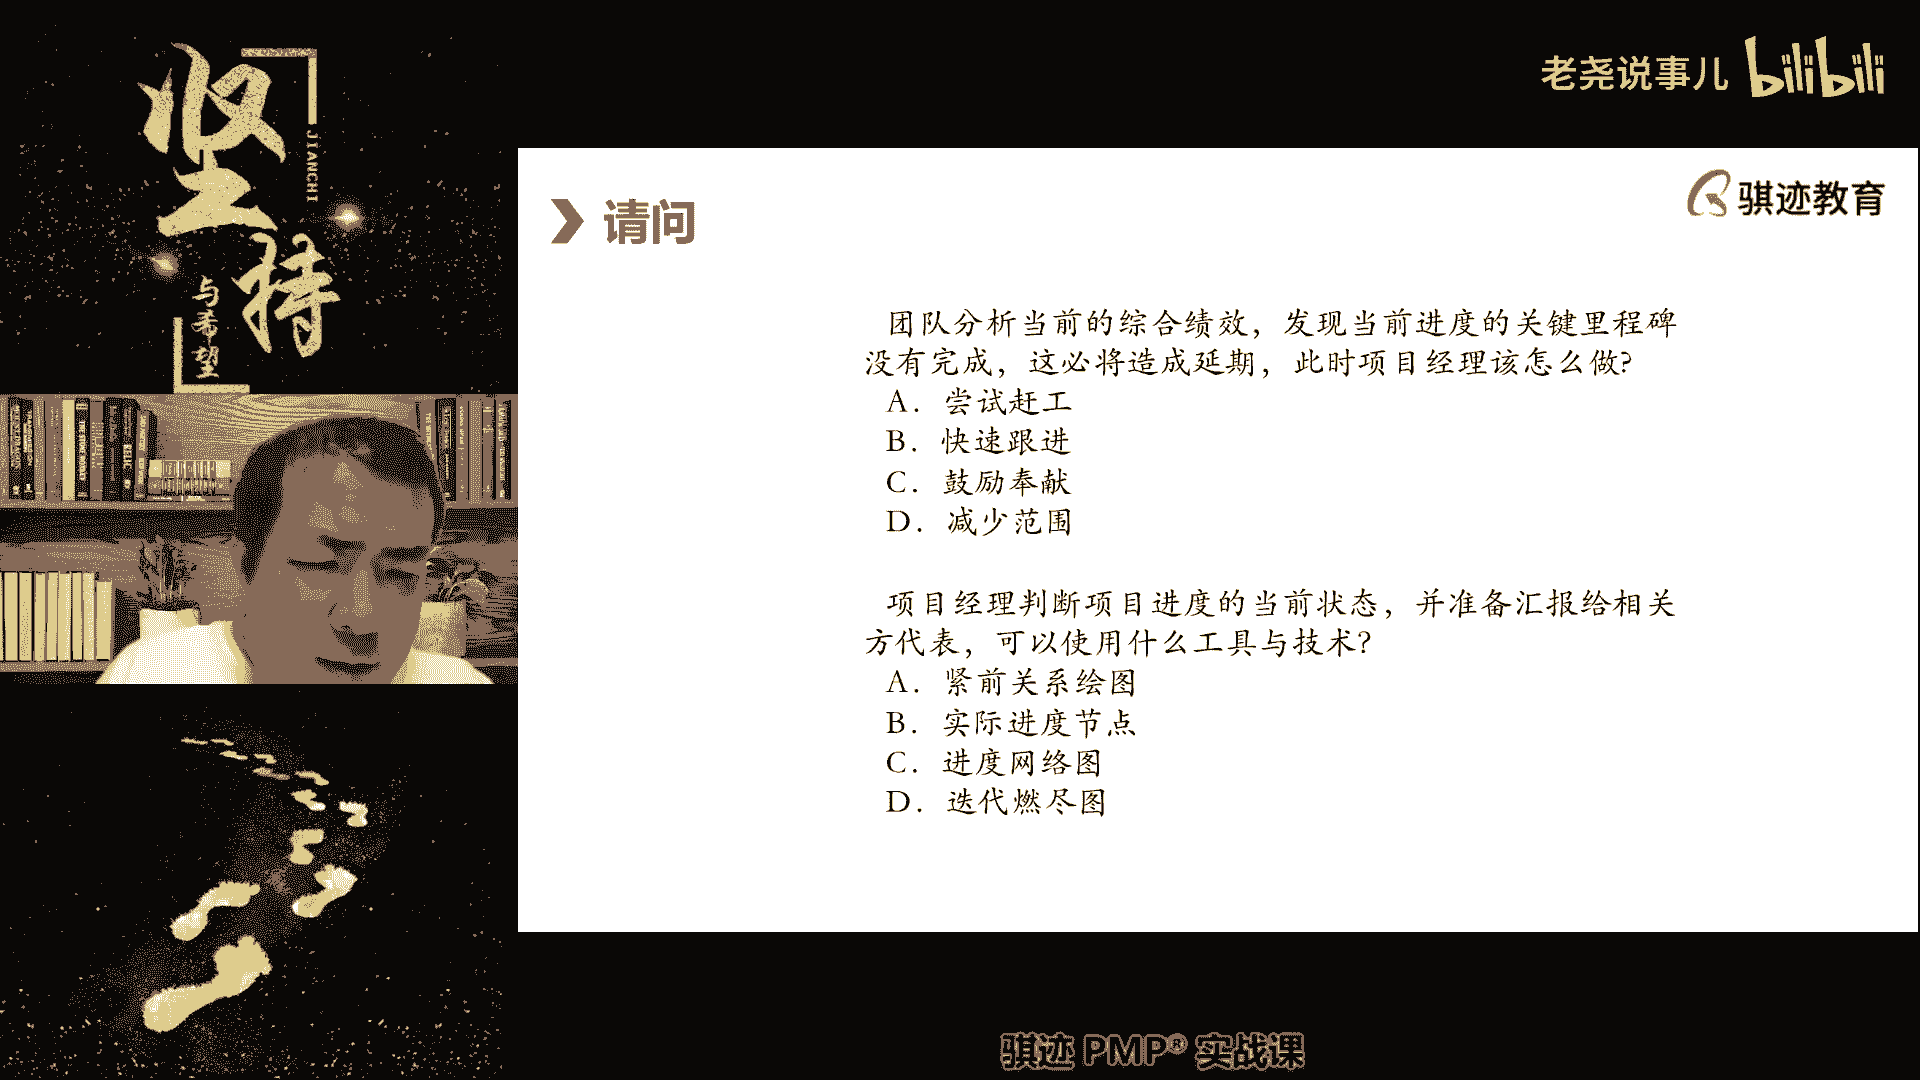 坚持
JIANCHI
与希望
老尧说事儿 bilibili
骐迹教育
请问
团队分析当前的综合绩效，发现当前进度的关键里程碑
没有完成，这必将造成延期，此时项目经理该怎么做?
A. 尝试赶工
B. 快速跟进
C. 鼓励奉献
D. 减少范围
项目经理判断项目进度的当前状态，并准备汇报给相关
方代表，可以使用什么工具与技术?
A. 紧前关系绘图
B. 实际进度节点
C. 进度网络图
D. 迭代燃尽图
骐迹 PMP® 实战课